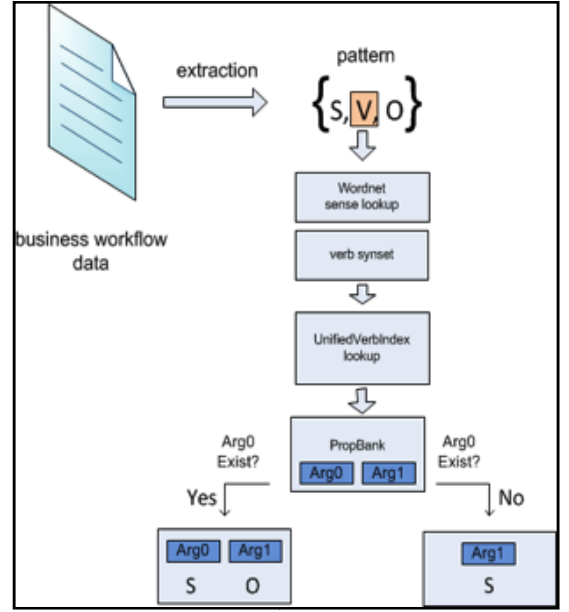 extraction
pattern
{S, V, O}
business workflow
data
Wordnet
sense lookup
verb synset
UnifiedVerbIndex
lookup
Arg0
Exist?
PropBank
Arg0 Arg1
Arg0
Exist?
Yes
No
Arg0 Arg1
S O
Arg1
S